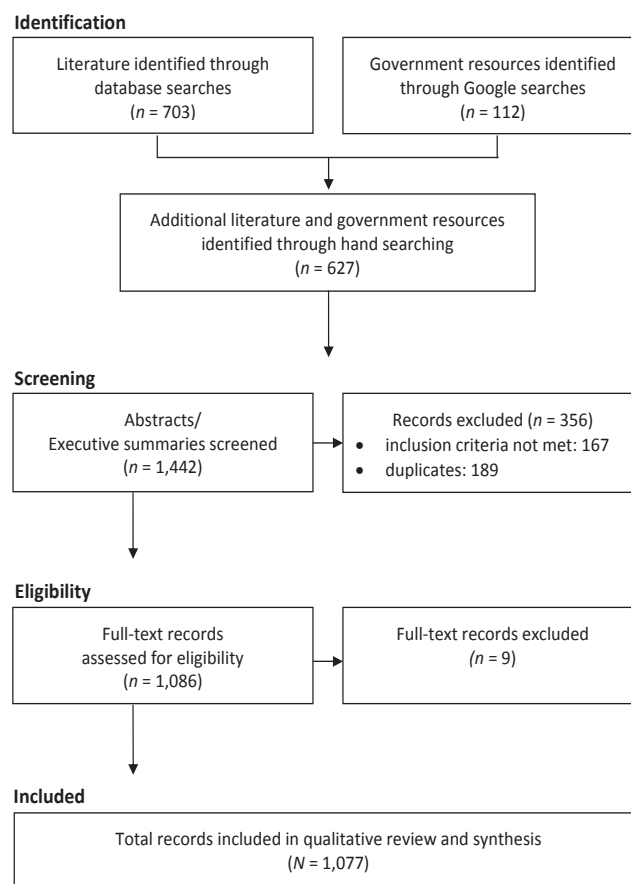 Identification
Literature identified through
database searches
(n = 703)
Government resources identified
through Google searches
(n = 112)
Additional literature and government resources
identified through hand searching
(n = 627)
Screening
Abstracts/
Executive summaries screened
(n = 1,442)
Records excluded (n = 356)
• inclusion criteria not met: 167
• duplicates: 189
Eligibility
Full-text records
assessed for eligibility
(n = 1,086)
Full-text records excluded
(n = 9)
Included
Total records included in qualitative review and synthesis
(N = 1,077)